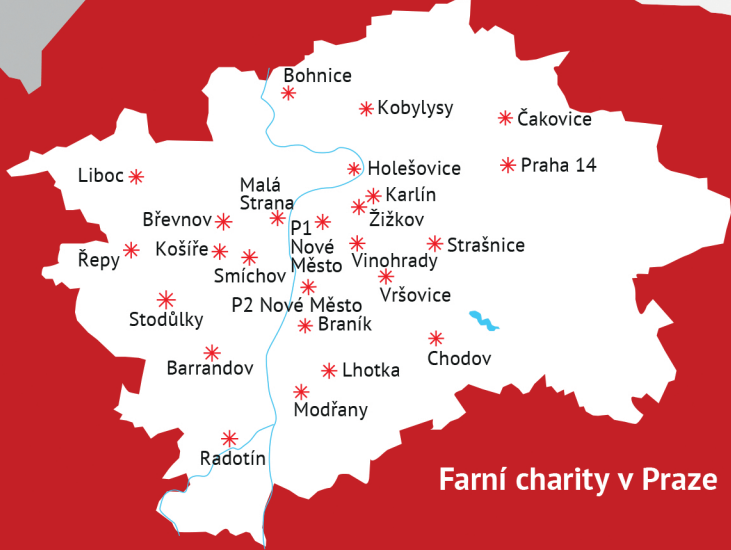 Bohnice
Kobylysy
Čakovice
Liboc
Holešovice
Praha 14
Malá
Strana
Karlín
Břevnov
P1
Nové
Město
Žižkov
Řepy
Košíře
Smíchov
Vinohrady
Strašnice
P2 Nové Město
Vršovice
Stodůlky
Braník
Chodov
Barrandov
Lhotka
Modřany
Radotín
Farní charity v Praze